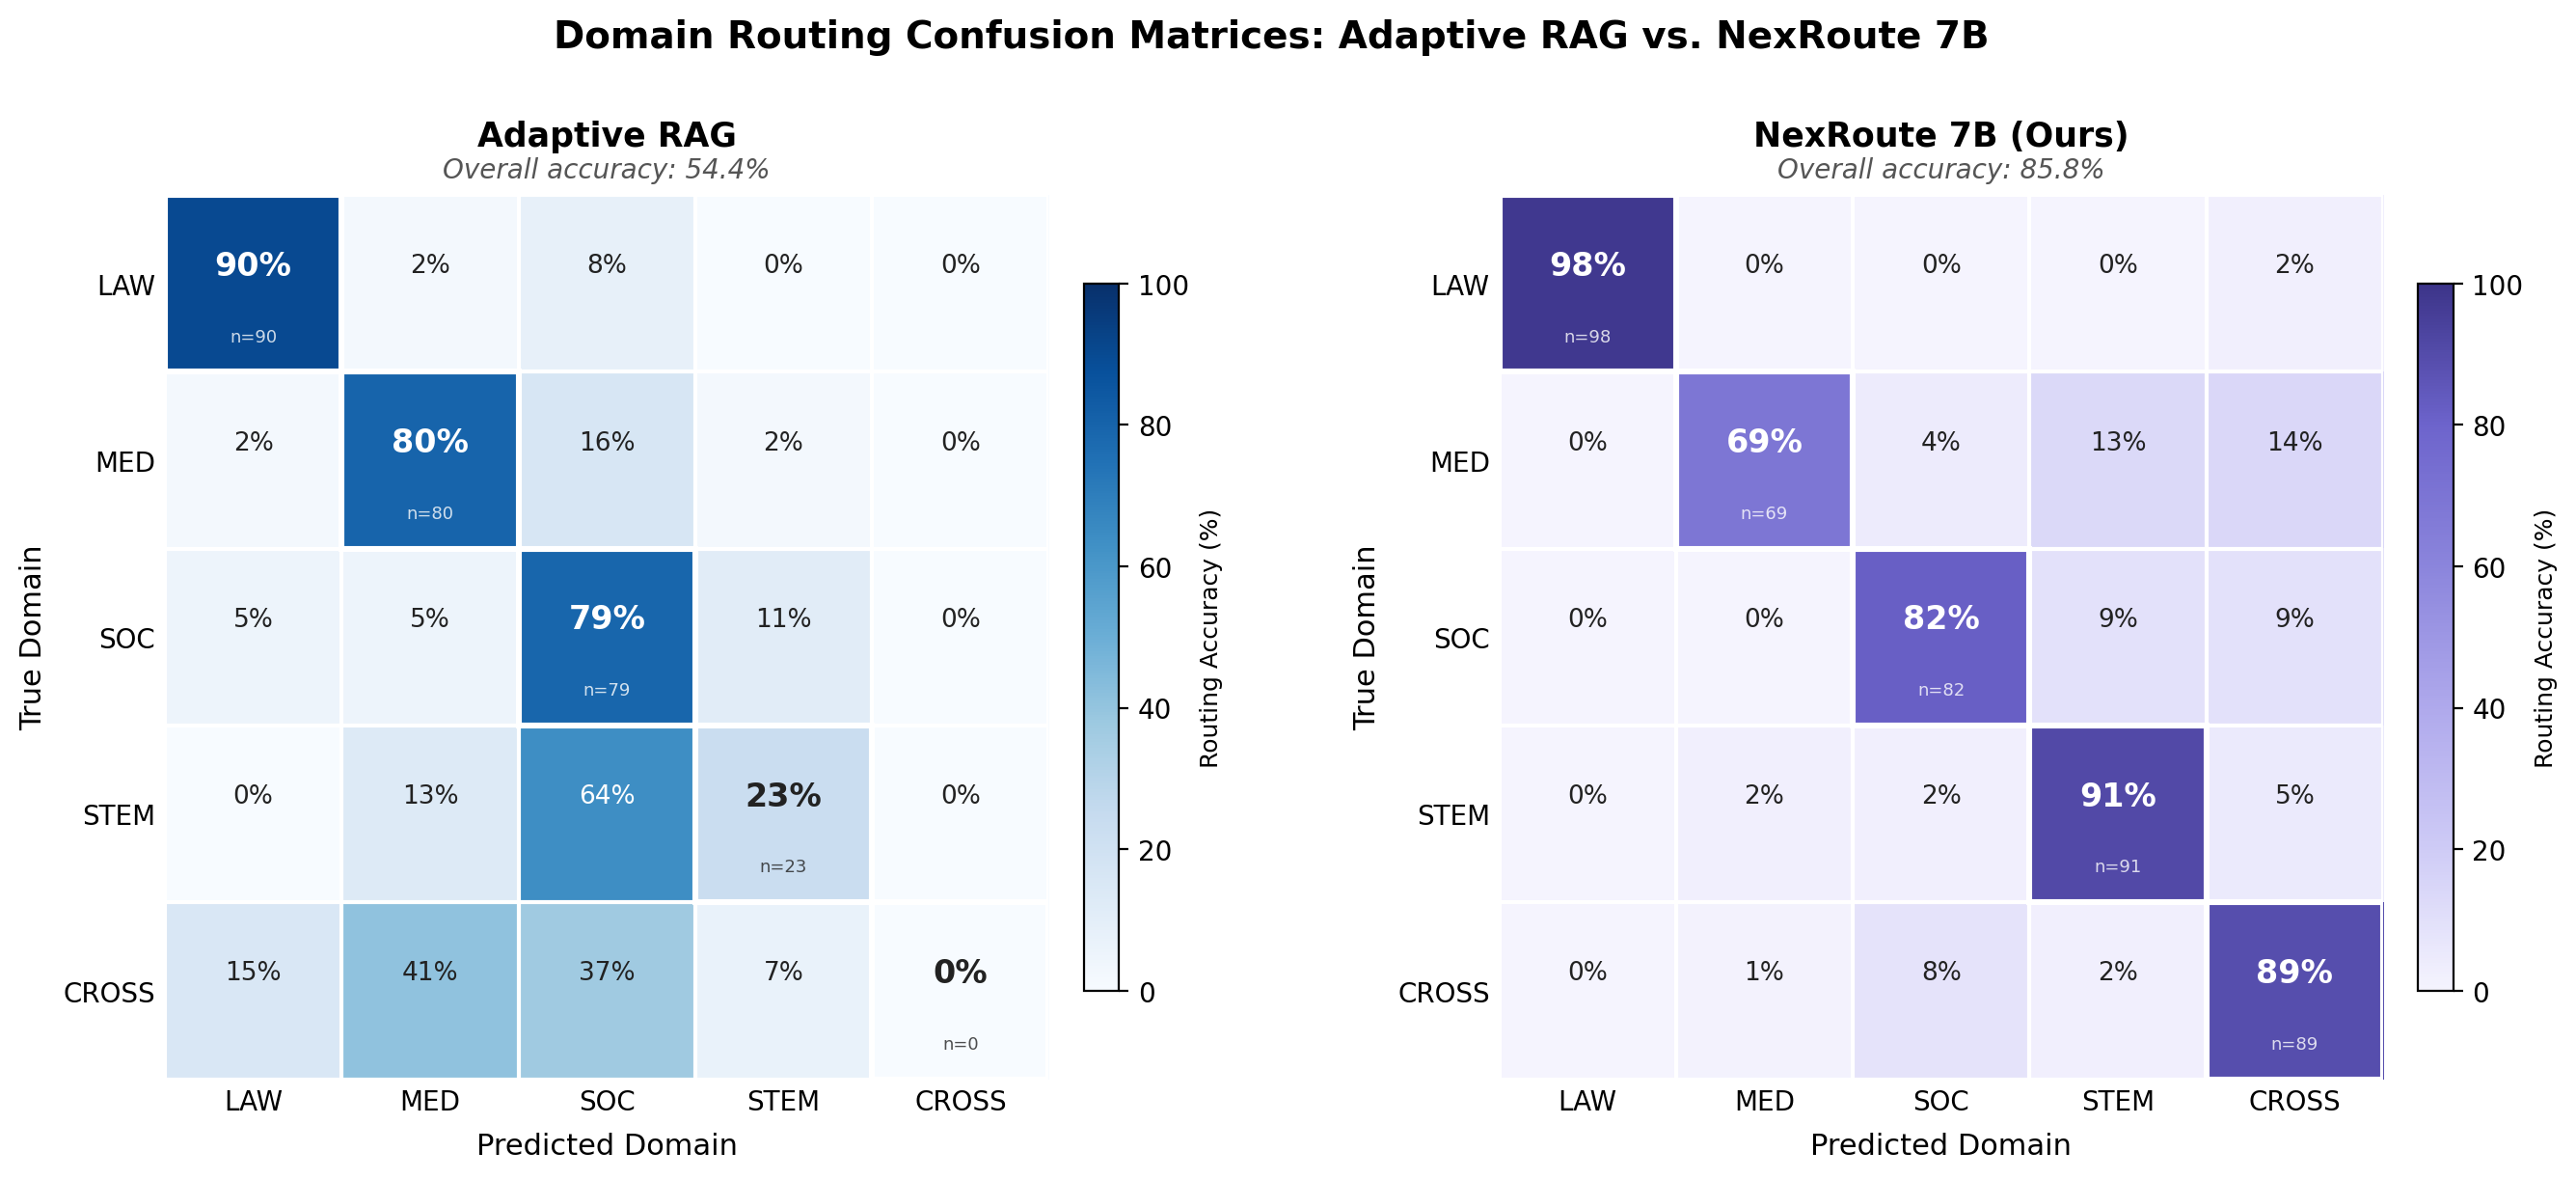 Domain Routing Confusion Matrices: Adaptive RAG vs. NexRoute 7B
Adaptive RAG
Overall accuracy: 54.4%
True Domain
LAW 90% 2% 8% 0% 0%
n=90
MED 2% 80% 16% 2% 0%
n=80
SOC 5% 5% 79% 11% 0%
n=79
STEM 0% 13% 64% 23% 0%
n=23
CROSS 15% 41% 37% 7% 0%
n=0
LAW MED SOC STEM CROSS
Predicted Domain
100
80
60
40
20
0
Routing Accuracy (%)
NexRoute 7B (Ours)
Overall accuracy: 85.8%
True Domain
LAW 98% 0% 0% 0% 2%
n=98
MED 0% 69% 4% 13% 14%
n=69
SOC 0% 0% 82% 9% 9%
n=82
STEM 0% 2% 2% 91% 5%
n=91
CROSS 0% 1% 8% 2% 89%
n=89
LAW MED SOC STEM CROSS
Predicted Domain
100
80
60
40
20
0
Routing Accuracy (%)